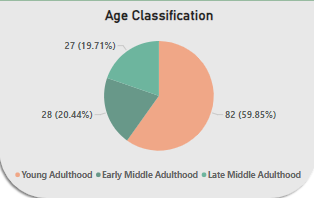 Age Classification
27 (19.71%)
28 (20.44%)
82 (59.85%)
Young Adulthood Early Middle Adulthood Late Middle Adulthood